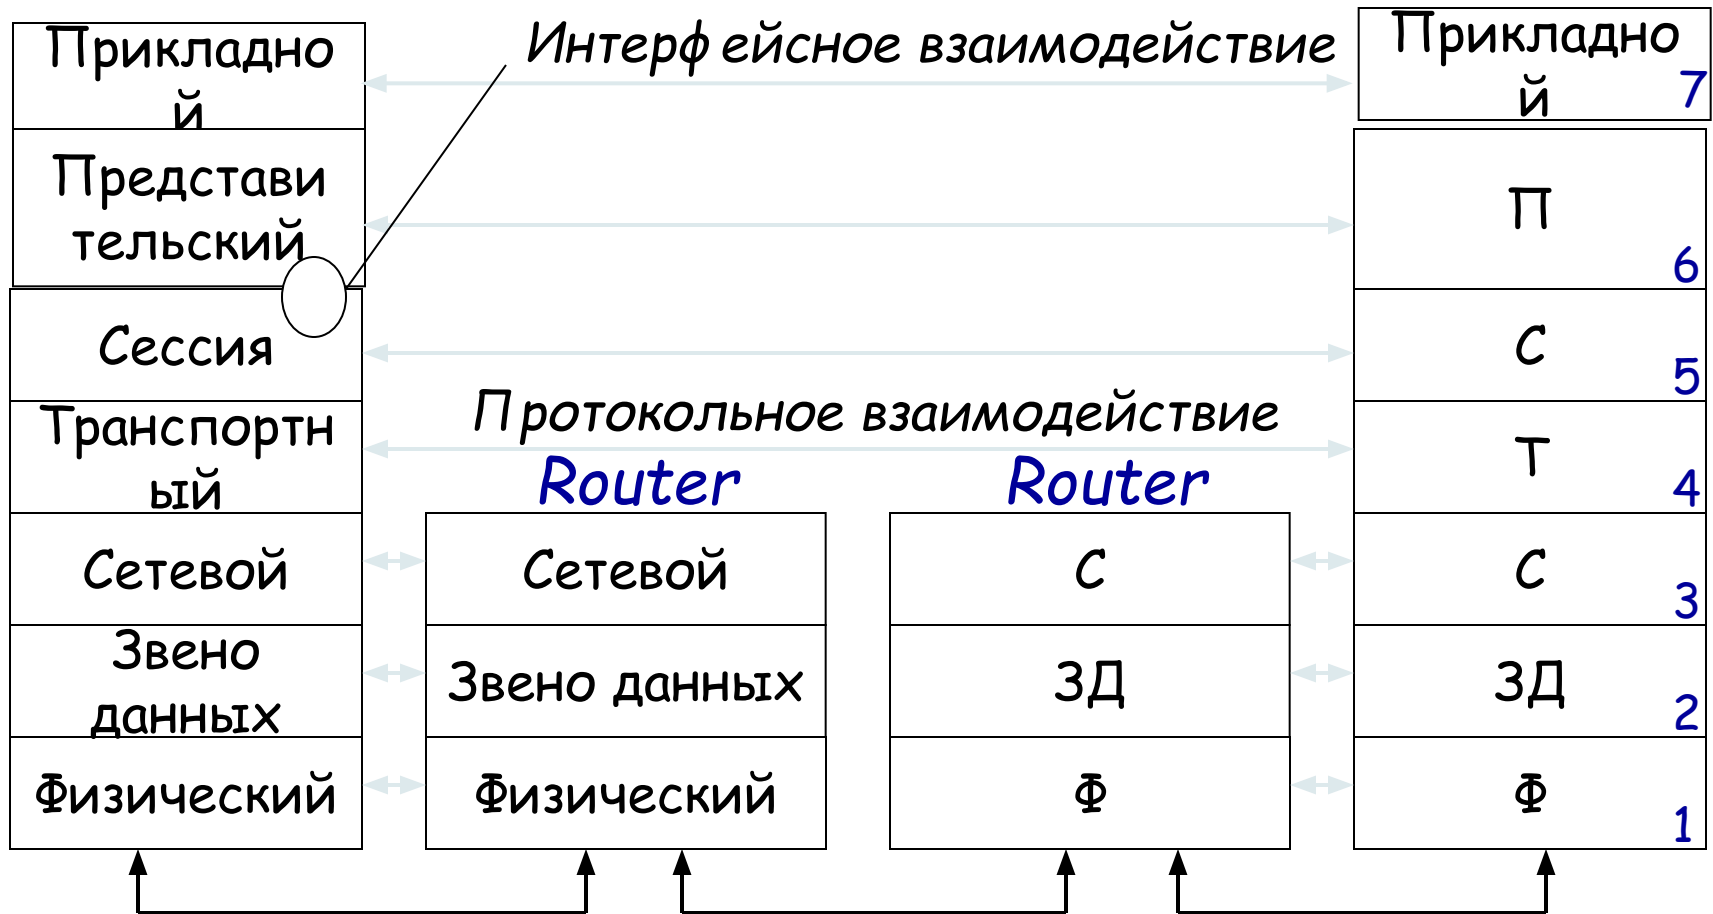 Прикладно
й
Представи
тельский
Сессия
Транспортн
ый
Сетевой
Звено
данных
Физический
Интерф ейсное взаимодействие
Протокольное взаимодействие
Router
Сетевой
Звено данных
Физический
Router
С
ЗД
Ф
Прикладно
й
7
П
6
С
5
Т
4
С
3
ЗД
2
Ф
1